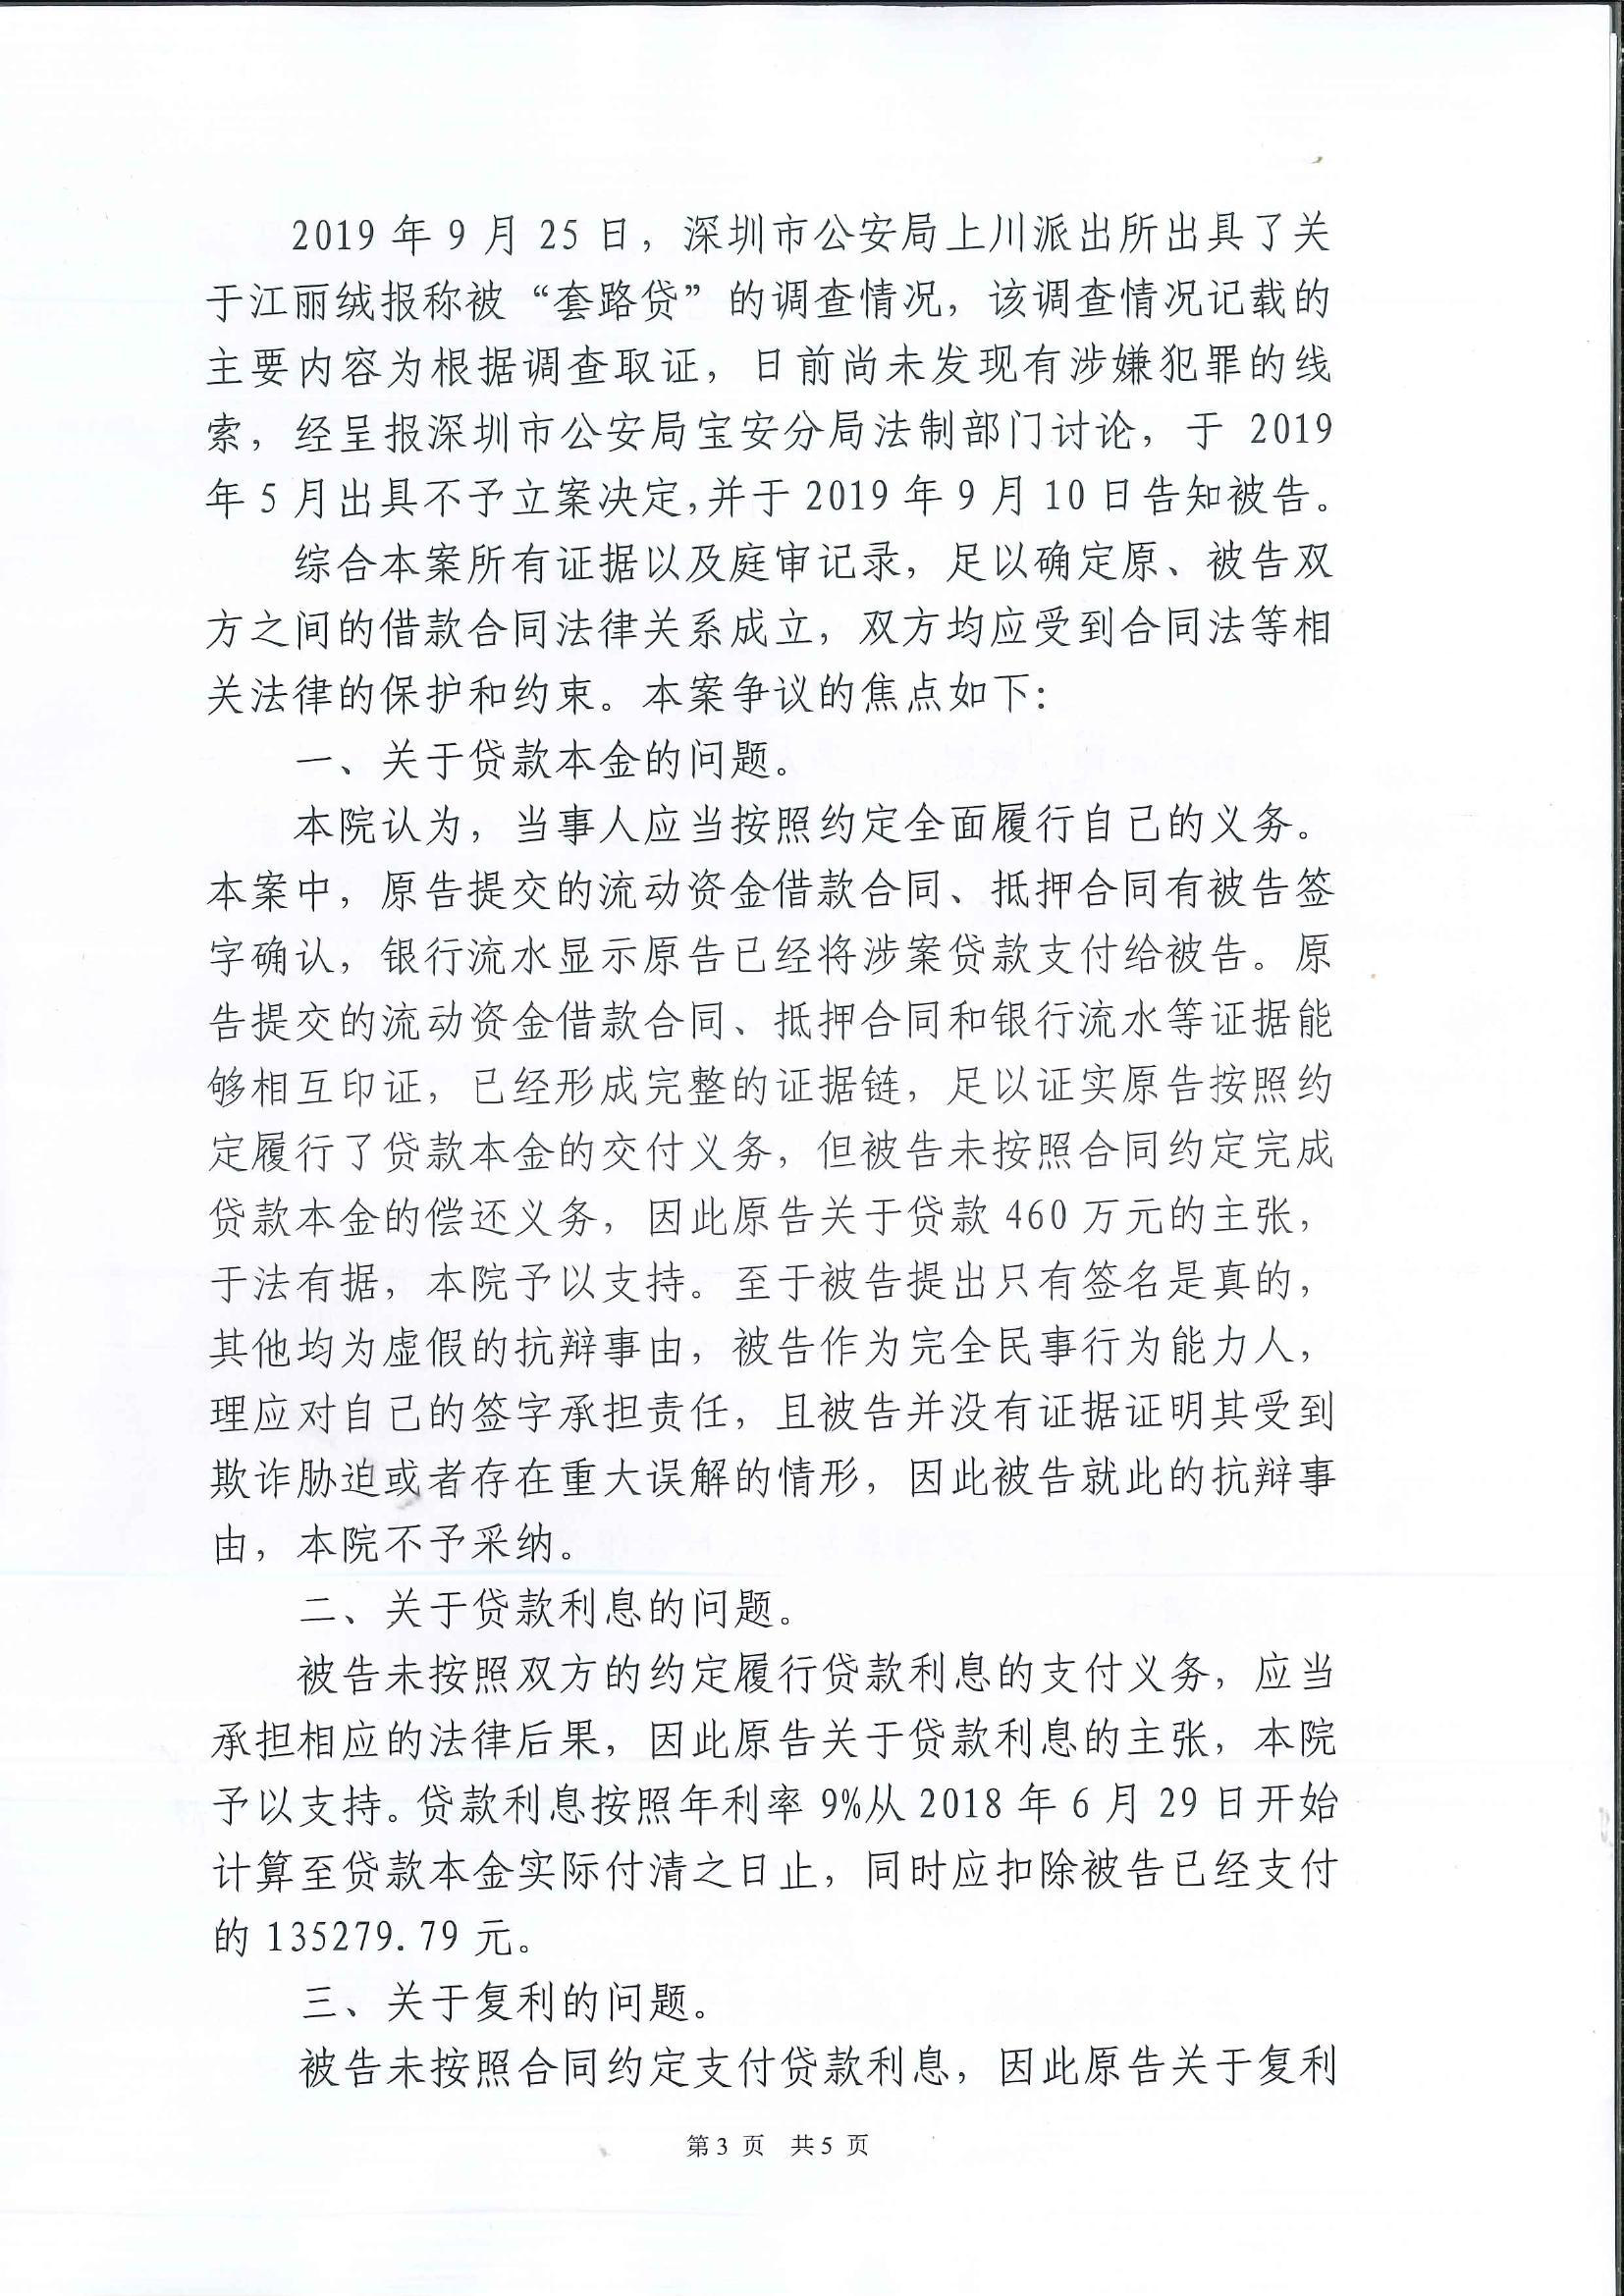 2019 年 9 月 25 日，深圳市公安局上川派出所出具了关
于江丽绒报称被“套路贷”的调查情况，该调查情况记载的
主要内容为根据调查取证，日前尚未发现有涉嫌犯罪的线
索，经呈报深圳市公安局宝安分局法制部门讨论，于 2019
年 5 月出具不予立案决定,并于 2019 年 9 月 10 日告知被告。
综合本案所有证据以及庭审记录，足以确定原、被告双
方之间的借款合同法律关系成立，双方均应受到合同法等相
关法律的保护和约束。本案争议的焦点如下：
一、关于贷款本金的问题。
本院认为，当事人应当按照约定全面履行自己的义务。
本案中，原告提交的流动资金借款合同、抵押合同有被告签
字确认，银行流水显示原告已经将涉案贷款支付给被告。原
告提交的流动资金借款合同、抵押合同和银行流水等证据能
够相互印证，已经形成完整的证据链，足以证实原告按照约
定履行了贷款本金的交付义务，但被告未按照合同约定完成
贷款本金的偿还义务，因此原告关于贷款 460 万元的主张，
于法有据，本院予以支持。至于被告提出只有签名是真的，
其他均为虚假的抗辩事由，被告作为完全民事行为能力人，
理应对自己的签字承担责任，且被告并没有证据证明其受到
欺诈胁迫或者存在重大误解的情形，因此被告就此的抗辩事
由，本院不予采纳。
二、关于贷款利息的问题。
被告未按照双方的约定履行贷款利息的支付义务，应当
承担相应的法律后果，因此原告关于贷款利息的主张，本院
予以支持。贷款利息按照年利率 9%从 2018 年 6 月 29 日开始
计算至贷款本金实际付清之日止，同时应扣除被告已经支付
的 135279.79 元。
三、关于复利的问题。
被告未按照合同约定支付贷款利息，因此原告关于复利
第 3 页 共 5 页